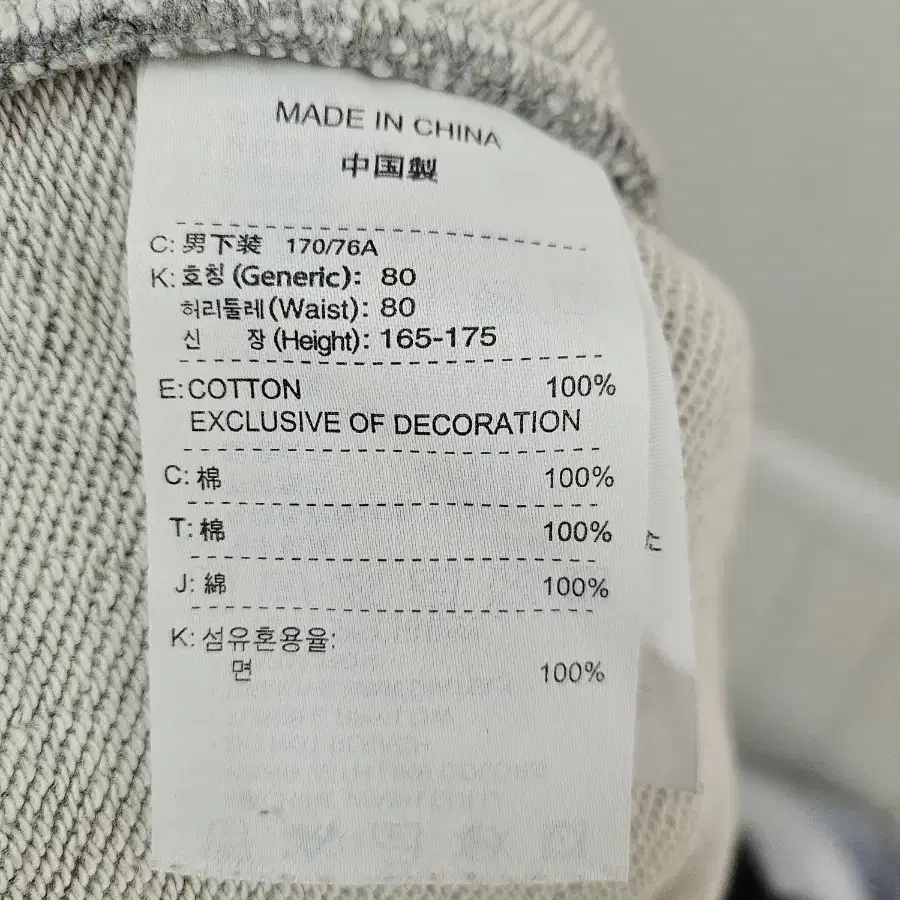 MADE IN CHINA
中国製
C: 男下装 170/76A
K: 호칭 (Generic): 80
허리둘레 (Waist): 80
신 장 (Height): 165-175
E: COTTON 100%
EXCLUSIVE OF DECORATION
C: 棉 100%
T: 棉 100%
J: 綿 100%
K: 섬유혼용율:
면 100%